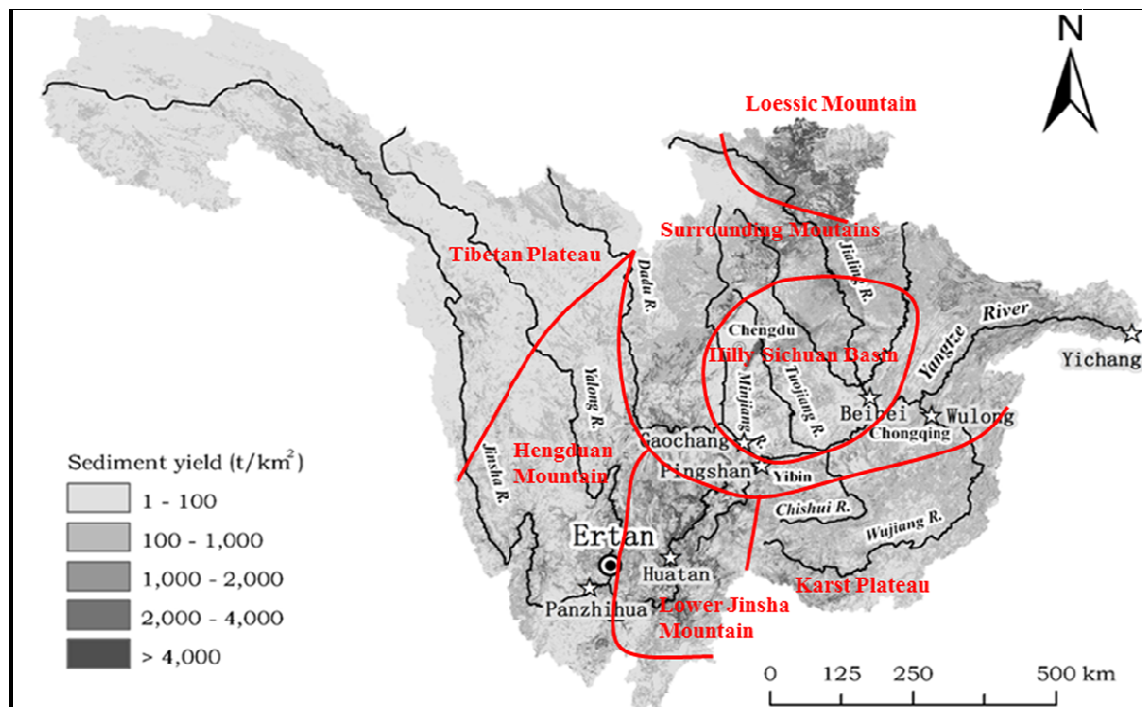 N
Loessic Mountain
Surrounding Moutains
Tibetan Plateau
Dadu R.
Jialing R.
Yangtze River
Yichang
Chengdu
Hilly Sichuan Basin
Yalong R.
Minjiang R.
Tuojiang R.
Beibei
Wulong
Chongqing
Gaochang
Hengduan
Mountain
Jinsha R.
Pingshan
Yibin
Chishui R.
Wujiang R.
Ertan
Huatan
Panzhihua
Karst Plateau
Lower Jinsha
Mountain
Sediment yield (t/km²)
1 - 100
100 - 1,000
1,000 - 2,000
2,000 - 4,000
> 4,000
0 125 250 500 km